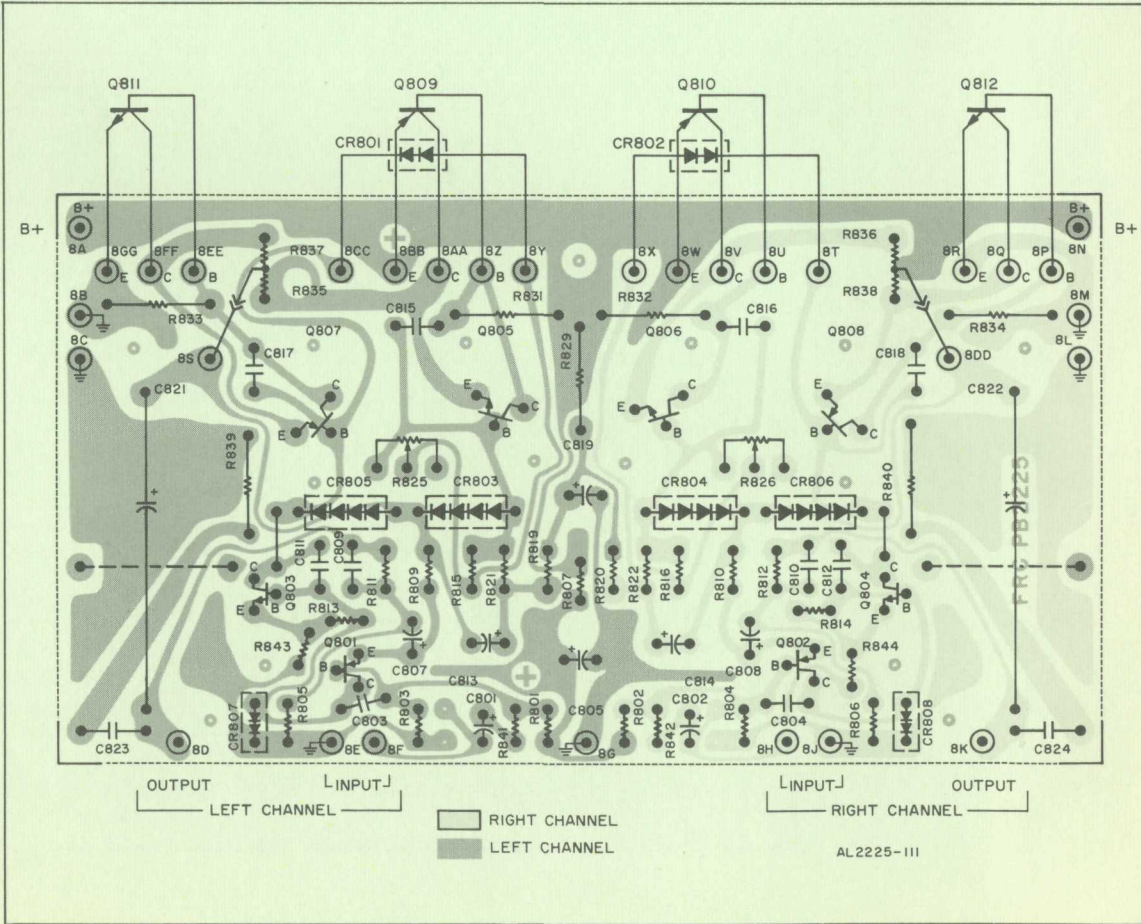 Q811 Q809 Q810 Q812
CR801 CR802
B+ B+ B+ B+
8A 8GG 8FF 8EE R837 8CC 8BB 8AA 8Z 8Y 8X 8W 8V 8U 8T R836 8R 8Q 8P 8N
E C B E C B E C B E C B
8B R833 R835 C815 R831 R832 C816 R838 R834 8M
8C 8S Q807 Q805 R829 Q806 Q808 8DD 8L
C817 C818
C821 C822
C E B E C B E C B E B C
R839 C819 R840
CR805 R825 CR803 CR804 R826 CR806
C811 C809 R811 R809 R815 R821 R819 R807 R820 R822 R816 R810 R812 C810 C812
C B E Q803 Q804 C B E
FRG PB2225
R813 R814
R843 Q801 E B C C807 C808 Q802 E B C R844
C813 C814
CR807 R805 C803 R803 C801 R841 R801 C805 R802 R842 C802 R804 C804 R806 CR808
C823 8D 8E 8F 8G 8H 8J 8K C824
OUTPUT INPUT INPUT OUTPUT
LEFT CHANNEL RIGHT CHANNEL
RIGHT CHANNEL
LEFT CHANNEL
AL2225-111